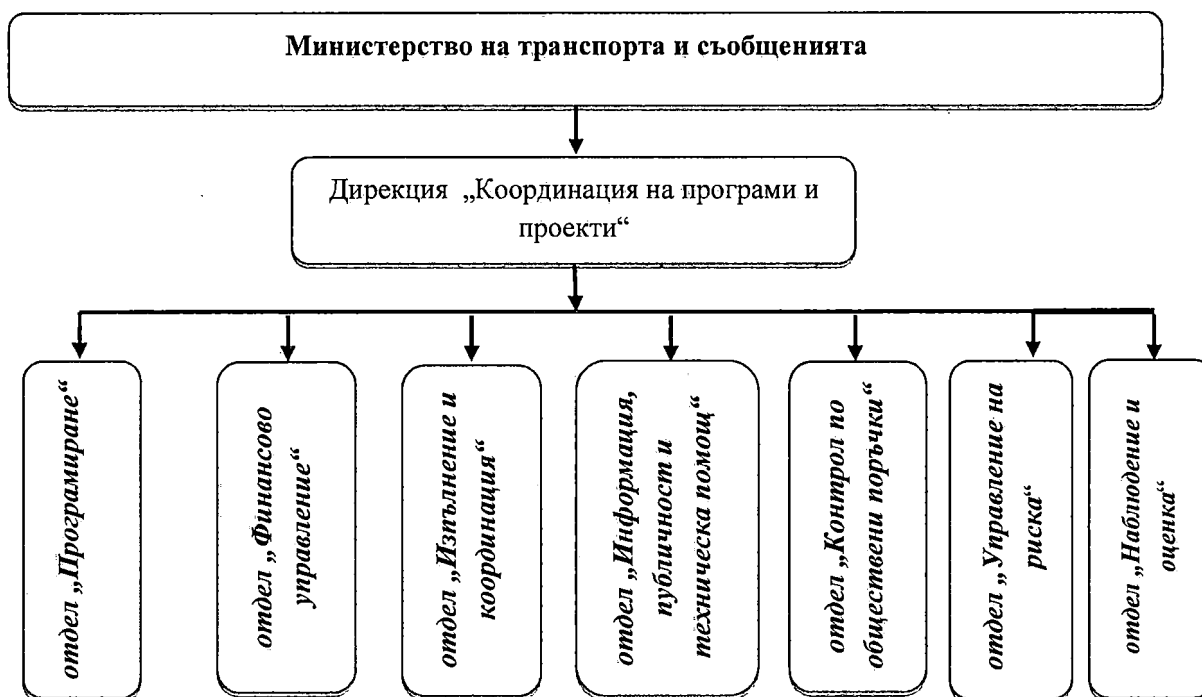 Министерство на транспорта и съобщенията
Дирекция „Координация на програми и
проекти“
отдел „Програмиране“
отдел „Финансово
управление“
отдел „Изпълнение и
координация“
отдел „Информация,
публичност и
техническа помощ“
отдел „Контрол по
обществени поръчки“
отдел „Управление на
риска“
отдел „Наблюдение и
оценка“